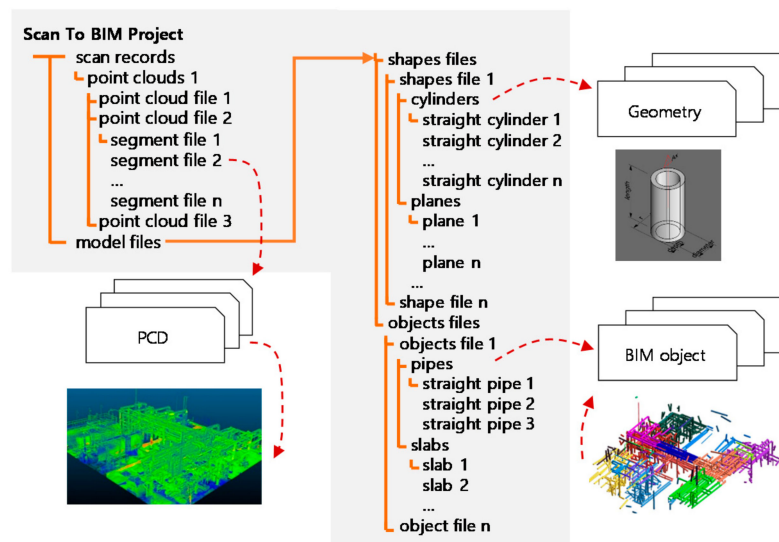 Scan To BIM Project
scan records
point clouds 1
point cloud file 1
point cloud file 2
segment file 1
segment file 2
...
segment file n
point cloud file 3
model files
PCD
shapes files
shapes file 1
cylinders
straight cylinder 1
straight cylinder 2
...
straight cylinder n
planes
plane 1
...
plane n
...
shape file n
objects files
objects file 1
pipes
straight pipe 1
straight pipe 2
straight pipe 3
slabs
slab 1
slab 2
...
object file n
Geometry
length
BIM object